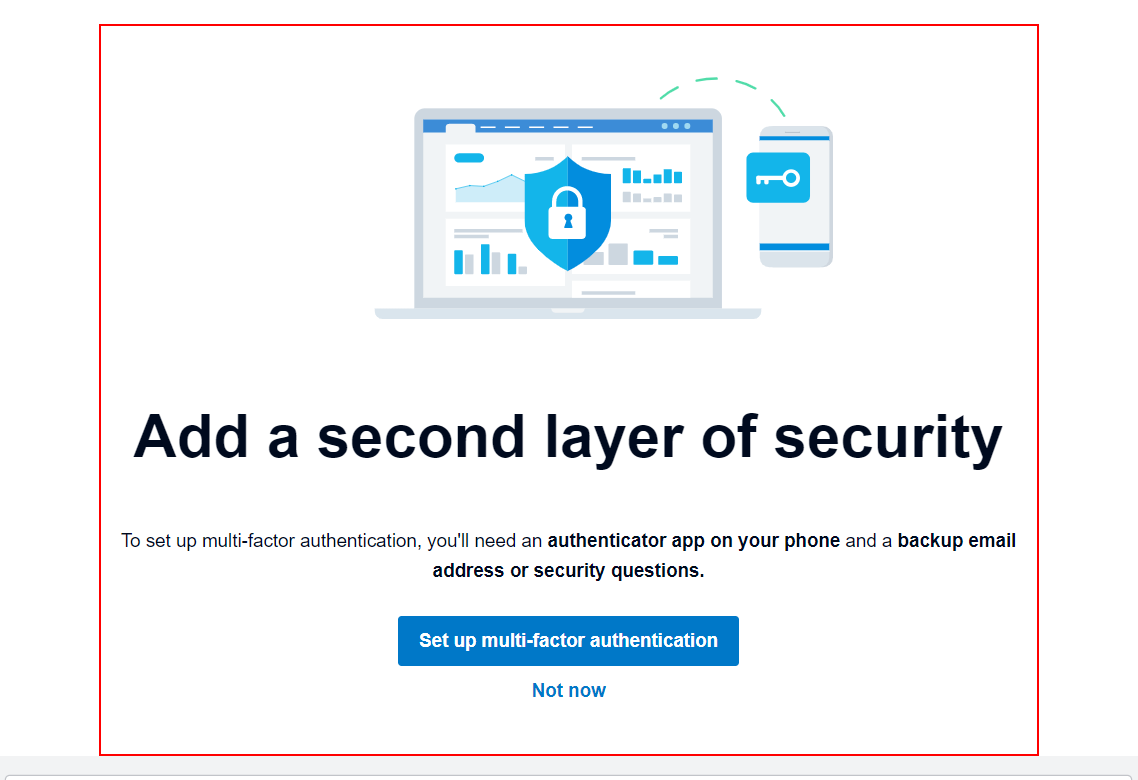 Add a second layer of security
To set up multi-factor authentication, you'll need an authenticator app on your phone and a backup email
address or security questions.
Set up multi-factor authentication
Not now